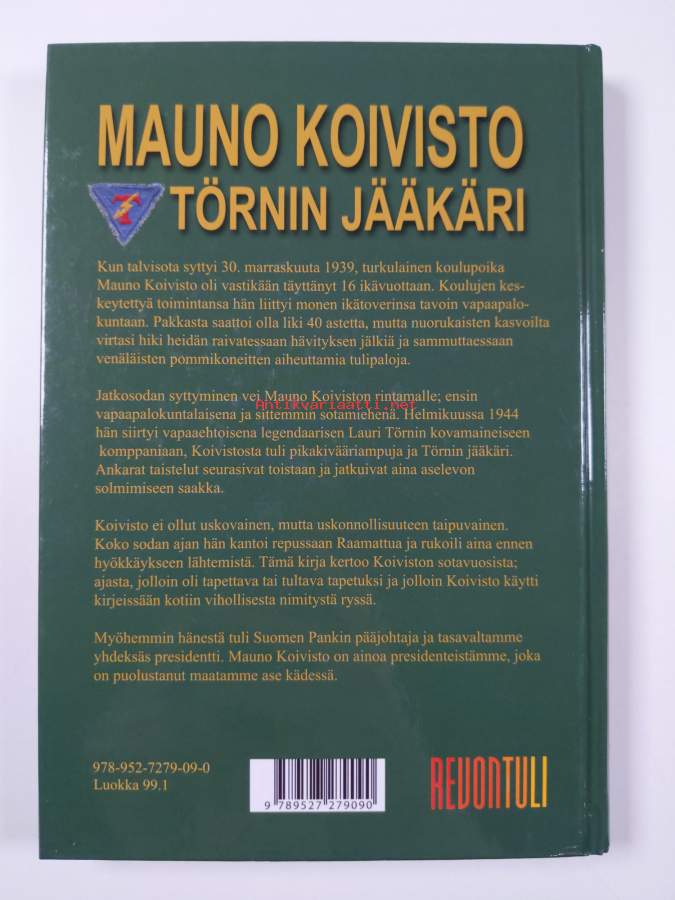 MAUNO KOIVISTO
T
TÖRNIN JÄÄKÄRI
Kun talvisota syttyi 30. marraskuuta 1939, turkulainen koulupoika
Mauno Koivisto oli vastikään täyttänyt 16 ikävuottaan. Koulujen kes-
keytettyä toimintansa hän liittyi monen ikätoverinsa tavoin vapaapalo-
kuntaan. Pakkasta saattoi olla liki 40 astetta, mutta nuorukaisten kasvoilta
virtasi hiki heidän raivatessaan hävityksen jälkiä ja sammuttaessaan
venäläisten pommikoneitten aiheuttamia tulipaloja.
Jatkosodan syttyminen vei Mauno Koiviston rintamalle; ensin
Antikvariaatti.net
vapaapalokuntalaisena ja sittemmin sotamiehenä. Helmikuussa 1944
hän siirtyi vapaaehtoisena legendaarisen Lauri Törnin kovamaineiseen
komppaniaan, Koivistosta tuli pikakivääriampuja ja Törnin jääkäri.
Ankarat taistelut seurasivat toistaan ja jatkuivat aina aselevon
solmimiseen saakka.
Koivisto ei ollut uskovainen, mutta uskonnollisuuteen taipuvainen.
Koko sodan ajan hän kantoi repussaan Raamattua ja rukoili aina ennen
hyökkäykseen lähtemistä. Tämä kirja kertoo Koiviston sotavuosista;
ajasta, jolloin oli tapettava tai tultava tapetuksi ja jolloin Koivisto käytti
kirjeissään kotiin vihollisesta nimitystä ryssä.
Myöhemmin hänestä tuli Suomen Pankin pääjohtaja ja tasavaltamme
yhdeksäs presidentti. Mauno Koivisto on ainoa presidenteistämme, joka
on puolustanut maatamme ase kädessä.
978-952-7279-09-0
Luokka 99.1
9 789527 279090
REVONTULI